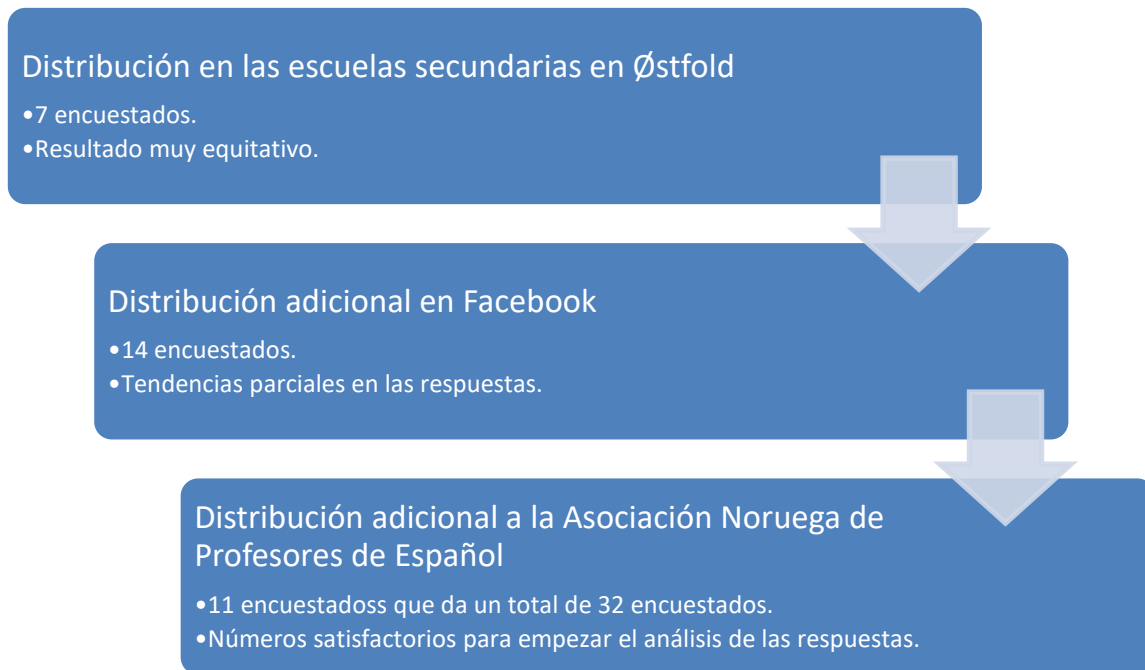 Distribución en las escuelas secundarias en Østfold
•7 encuestados.
•Resultado muy equitativo.
Distribución adicional en Facebook
•14 encuestados.
•Tendencias parciales en las respuestas.
Distribución adicional a la Asociación Noruega de
Profesores de Español
•11 encuestadoss que da un total de 32 encuestados.
•Números satisfactorios para empezar el análisis de las respuestas.